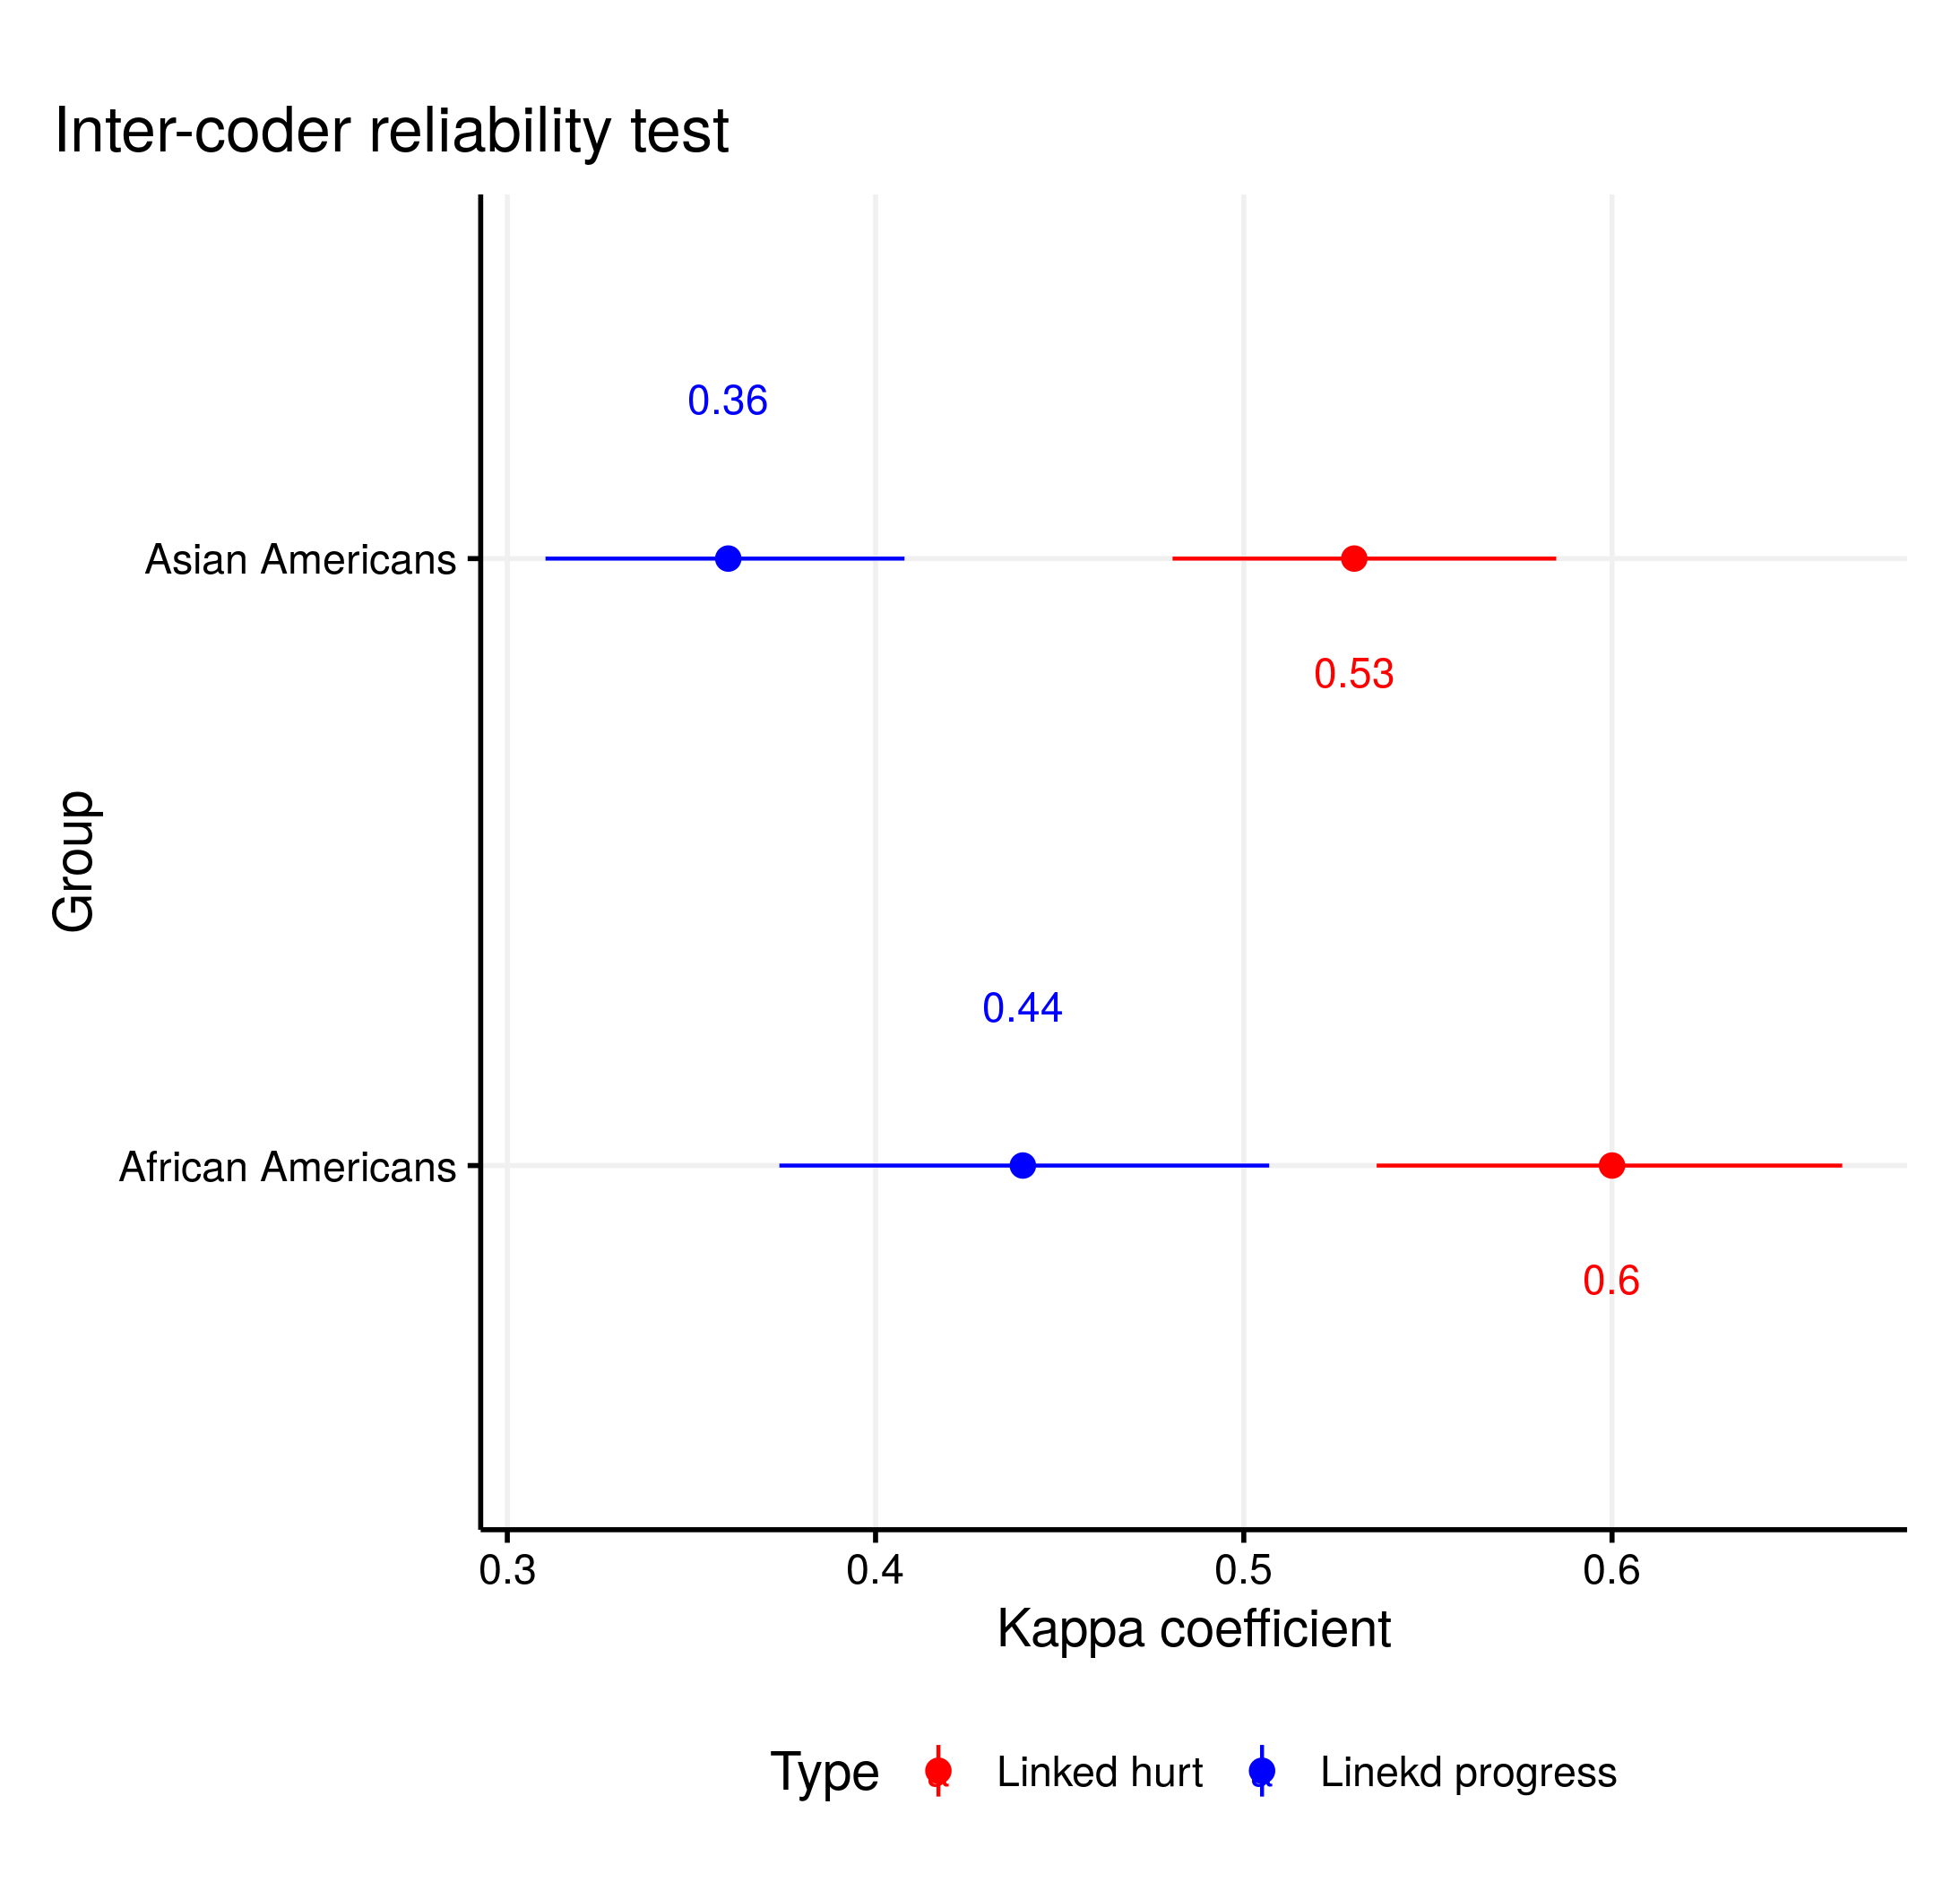 Inter-coder reliability test
0.36
Asian Americans
0.53
Group
0.44
African Americans
0.6
0.3 0.4 0.5 0.6
Kappa coefficient
Type Linked hurt Linekd progress